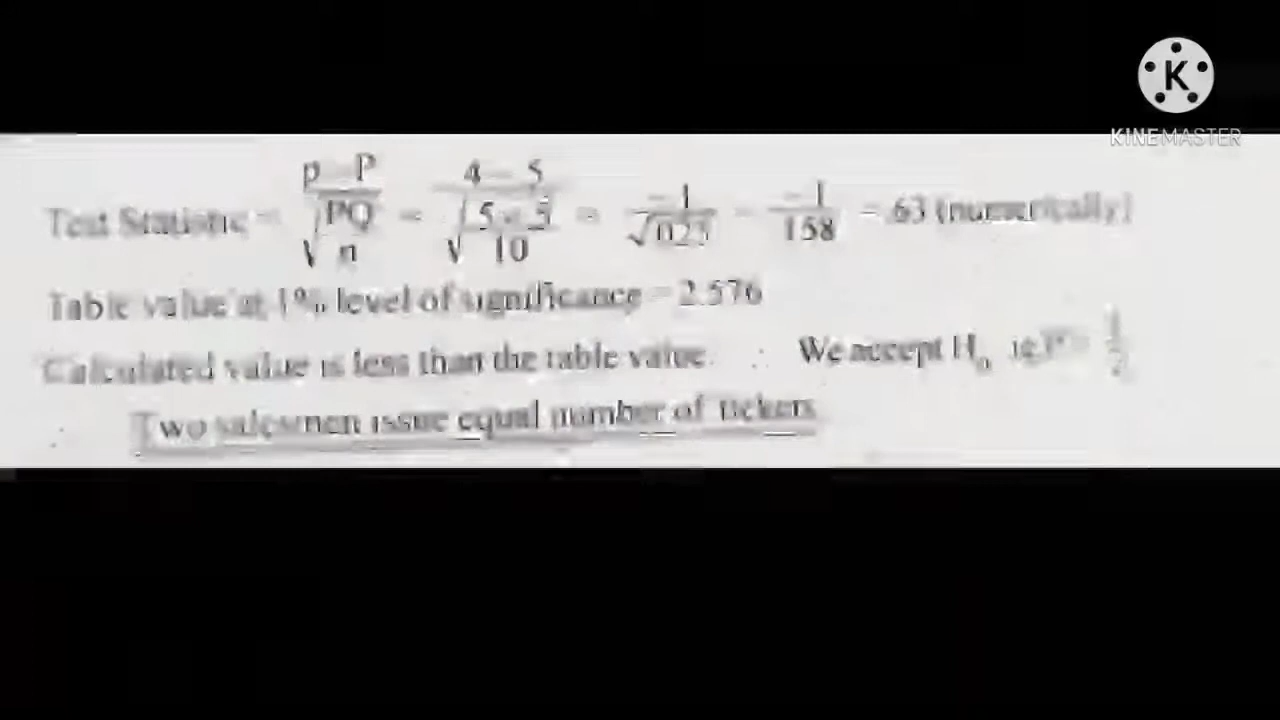 K
KINEMASTER
Test Statistic = p - P / √PQ/n = 4 - 5 / √5 × 5/10 = -1/√025 = -1/158 = .63 (numerically)
Table value at 1% level of significance = 2.576
Calculated value is less than the table value. ∴ We accept H₀ ie P = 1/2
Two salesmen issue equal number of tickets